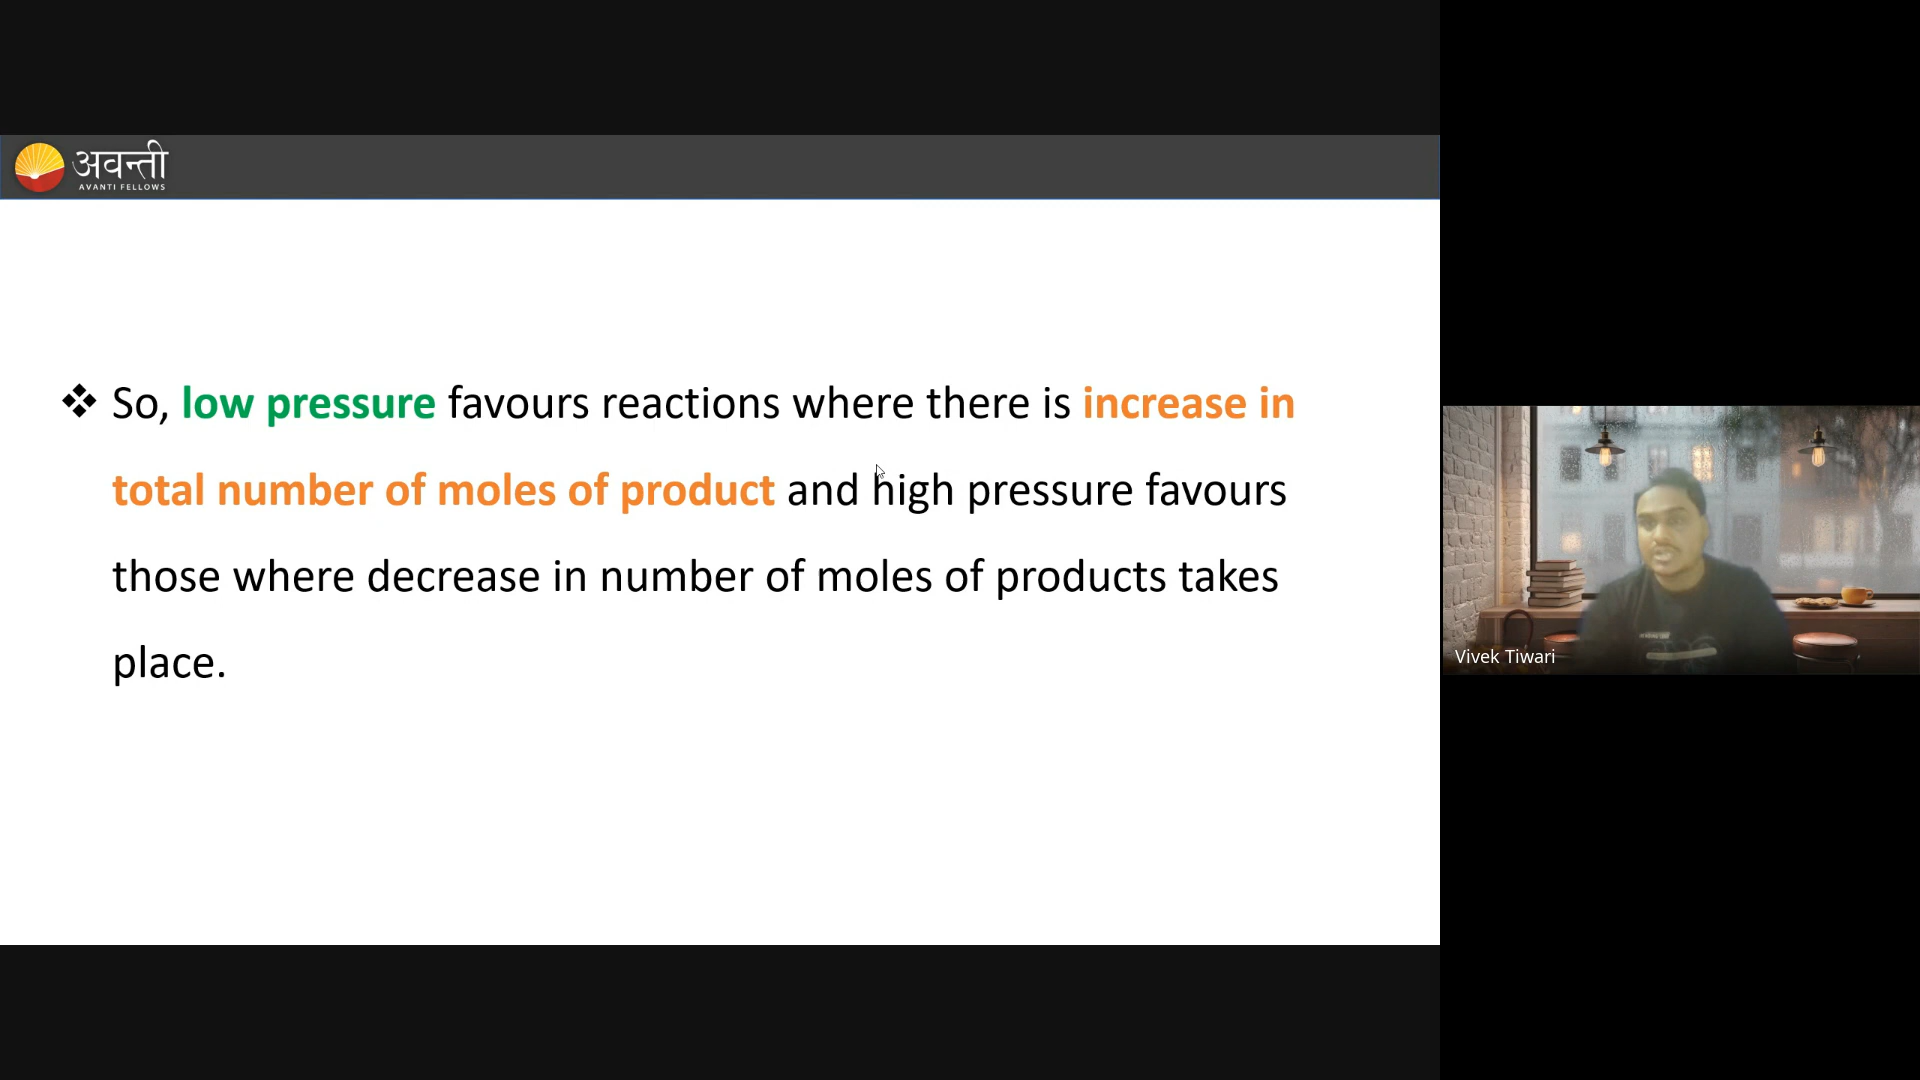 अवन्ती
AVANTI FELLOWS
❖ So, low pressure favours reactions where there is increase in
total number of moles of product and high pressure favours
those where decrease in number of moles of products takes
place.
Vivek Tiwari